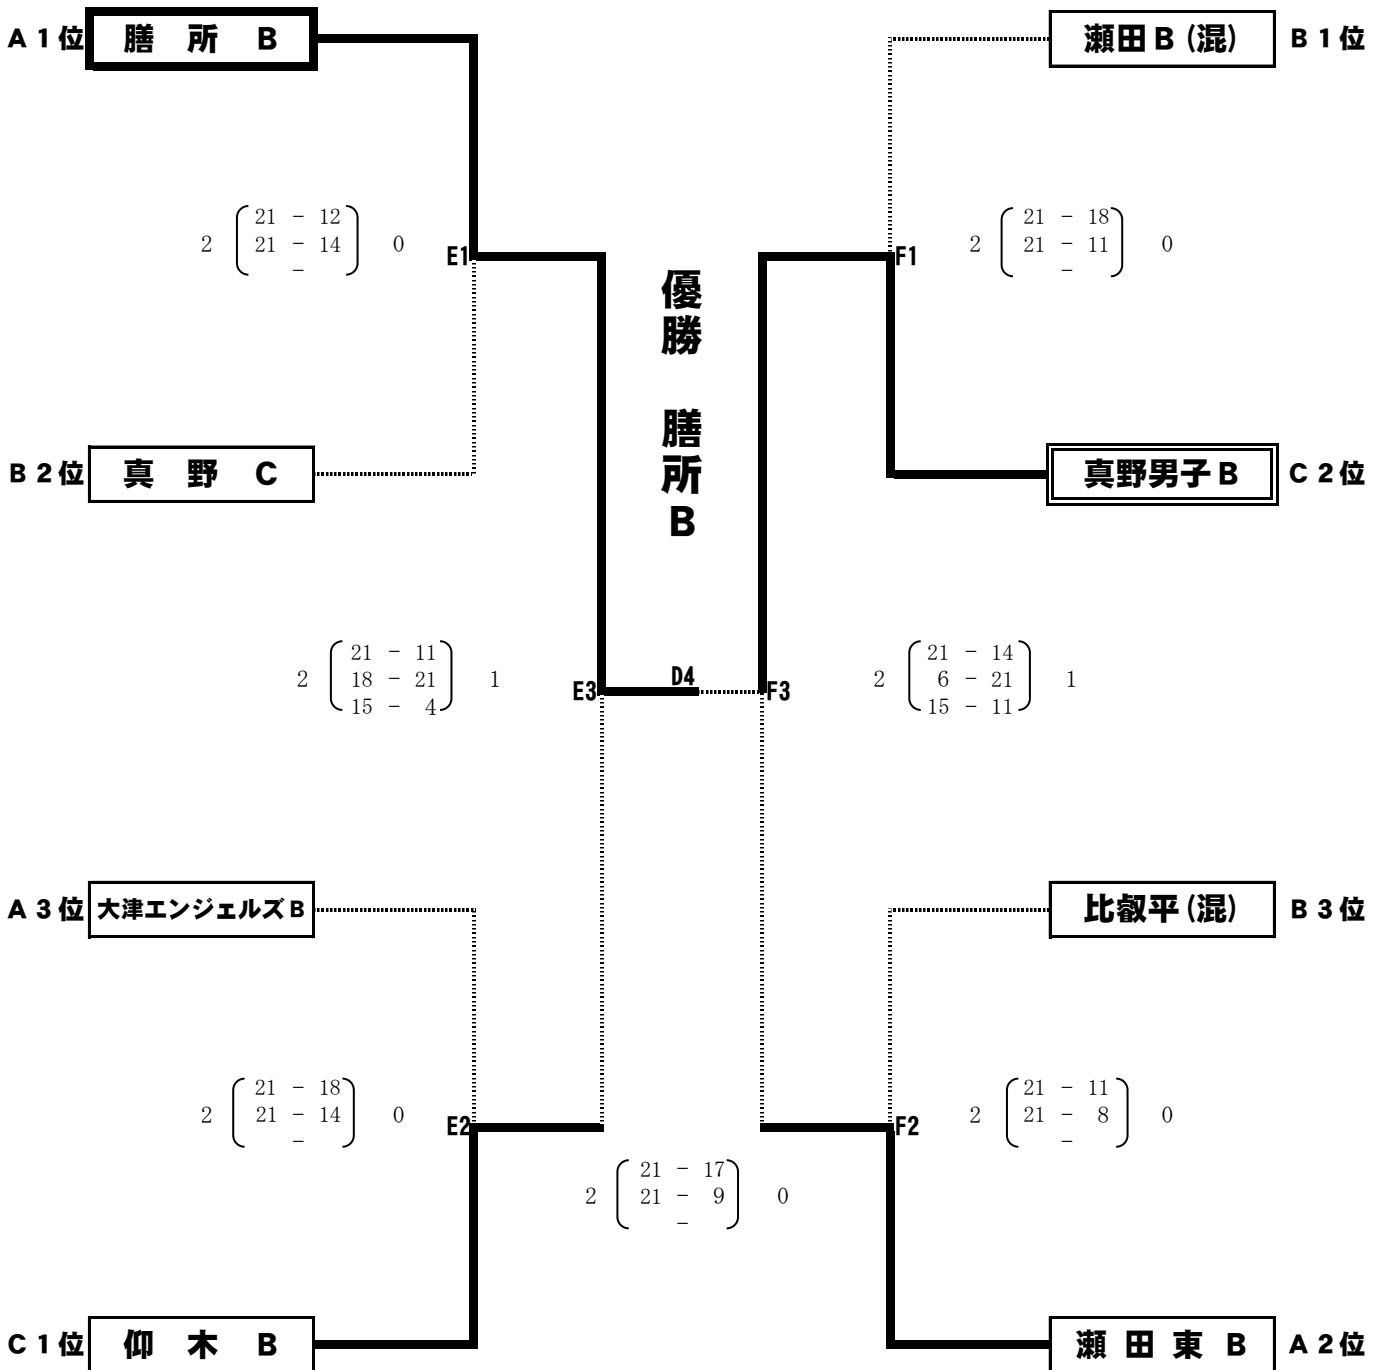 A1位 膳所B
瀬田B(混) B1位
21 - 12
2 21 - 14 0
-
E1
21 - 18
2 21 - 11 0
-
F1
優勝 膳所B
B2位 真野C
真野男子B C2位
21 - 11
2 18 - 21 1
15 - 4
E3
D4
F3
21 - 14
2 6 - 21 1
15 - 11
A3位 大津エンジェルズB
比叡平(混) B3位
21 - 18
2 21 - 14 0
-
E2
21 - 11
2 21 - 8 0
-
F2
21 - 17
2 21 - 9 0
-
C1位 仰木B
瀬田東B A2位